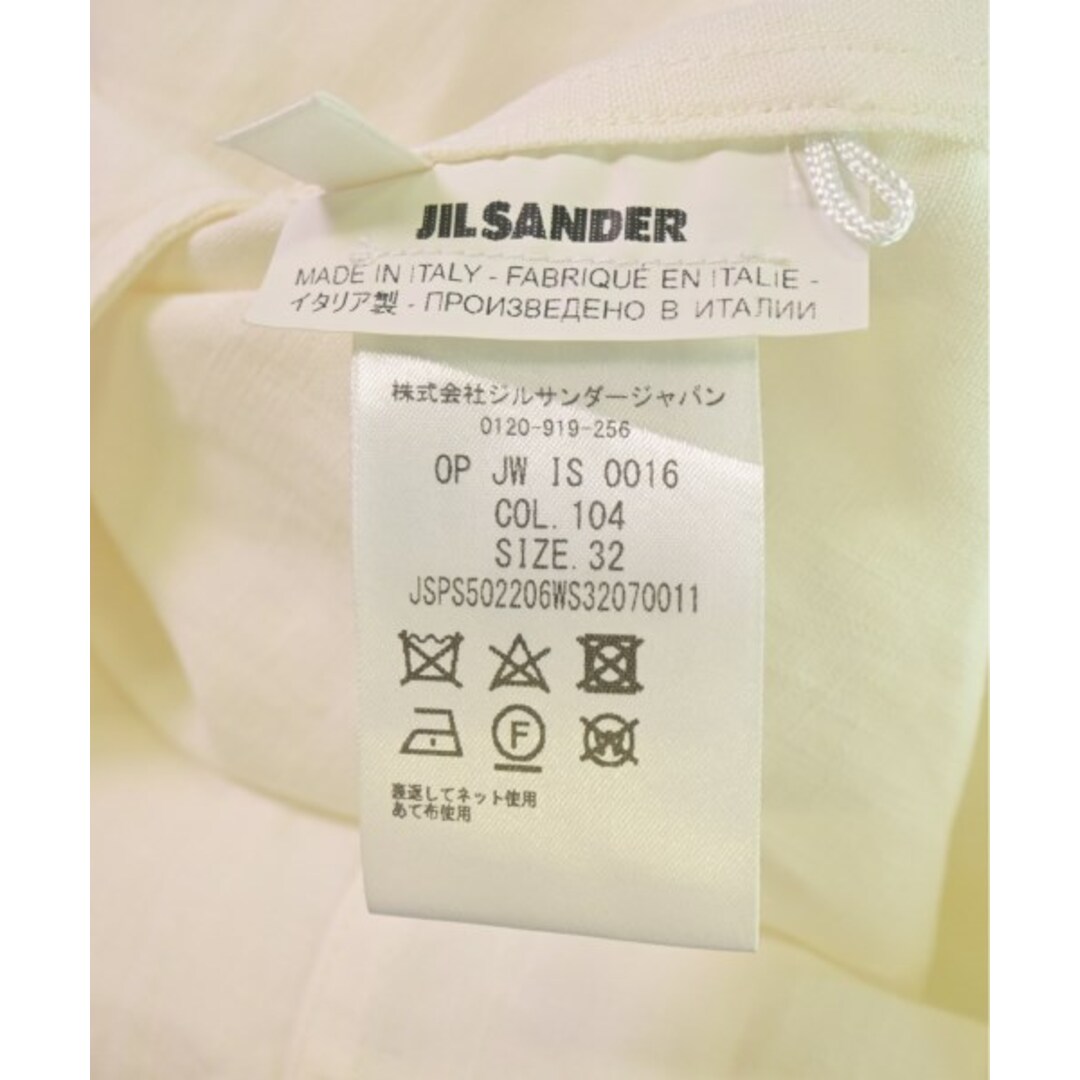 JIL SANDER
MADE IN ITALY - FABRIQUÉ EN ITALIE -
イタリア製 - ПРОИЗВЕДЕНО В ИТАЛИИ
株式会社ジルサンダージャパン
0120-919-256
OP JW IS 0016
COL. 104
SIZE. 32
JSPS502206WS32070011
F
W
裏返してネット使用
あて布使用